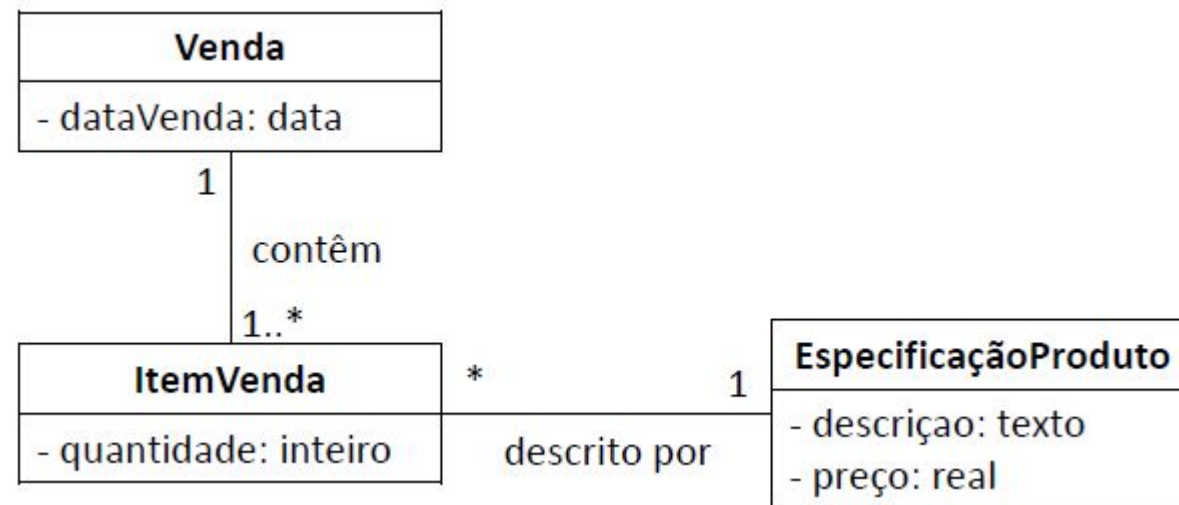 Venda
- dataVenda: data
1
contêm
1..*
ItemVenda
- quantidade: inteiro
*
1
descrito por
EspecificaçãoProduto
- descriçao: texto
- preço: real